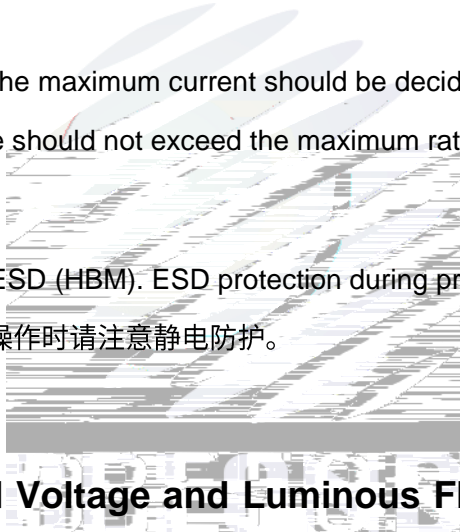 he maximum current should be decid
e should not exceed the maximum rat
ESD (HBM). ESD protection during pr
操作时请注意静电防护。
l Voltage and Luminous Fl